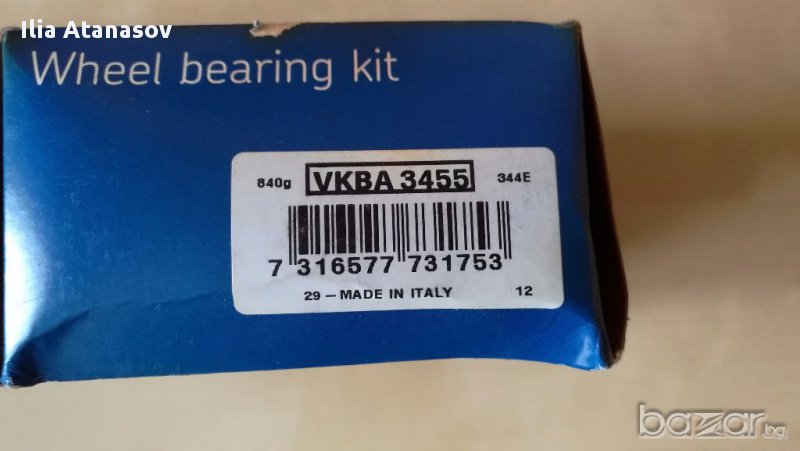 Ilia Atanasov
Wheel bearing kit
840g VKBA 3455 344E
7 316577 731753
29 – MADE IN ITALY 12
bazar.bg